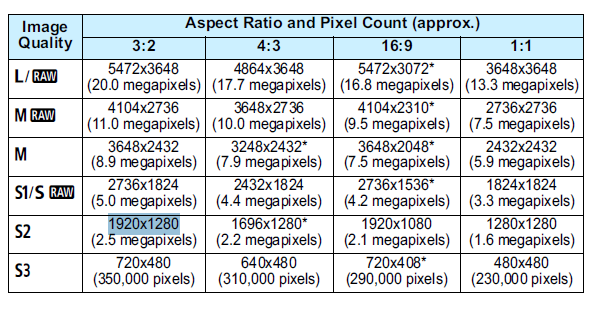 Image Quality Aspect Ratio and Pixel Count (approx.)
3:2 4:3 16:9 1:1
L/RAW 5472x3648 4864x3648 5472x3072* 3648x3648
(20.0 megapixels) (17.7 megapixels) (16.8 megapixels) (13.3 megapixels)
M RAW 4104x2736 3648x2736 4104x2310* 2736x2736
(11.0 megapixels) (10.0 megapixels) (9.5 megapixels) (7.5 megapixels)
M 3648x2432 3248x2432* 3648x2048* 2432x2432
(8.9 megapixels) (7.9 megapixels) (7.5 megapixels) (5.9 megapixels)
S1/S RAW 2736x1824 2432x1824 2736x1536* 1824x1824
(5.0 megapixels) (4.4 megapixels) (4.2 megapixels) (3.3 megapixels)
S2 1920x1280 1696x1280* 1920x1080 1280x1280
(2.5 megapixels) (2.2 megapixels) (2.1 megapixels) (1.6 megapixels)
S3 720x480 640x480 720x408* 480x480
(350,000 pixels) (310,000 pixels) (290,000 pixels) (230,000 pixels)